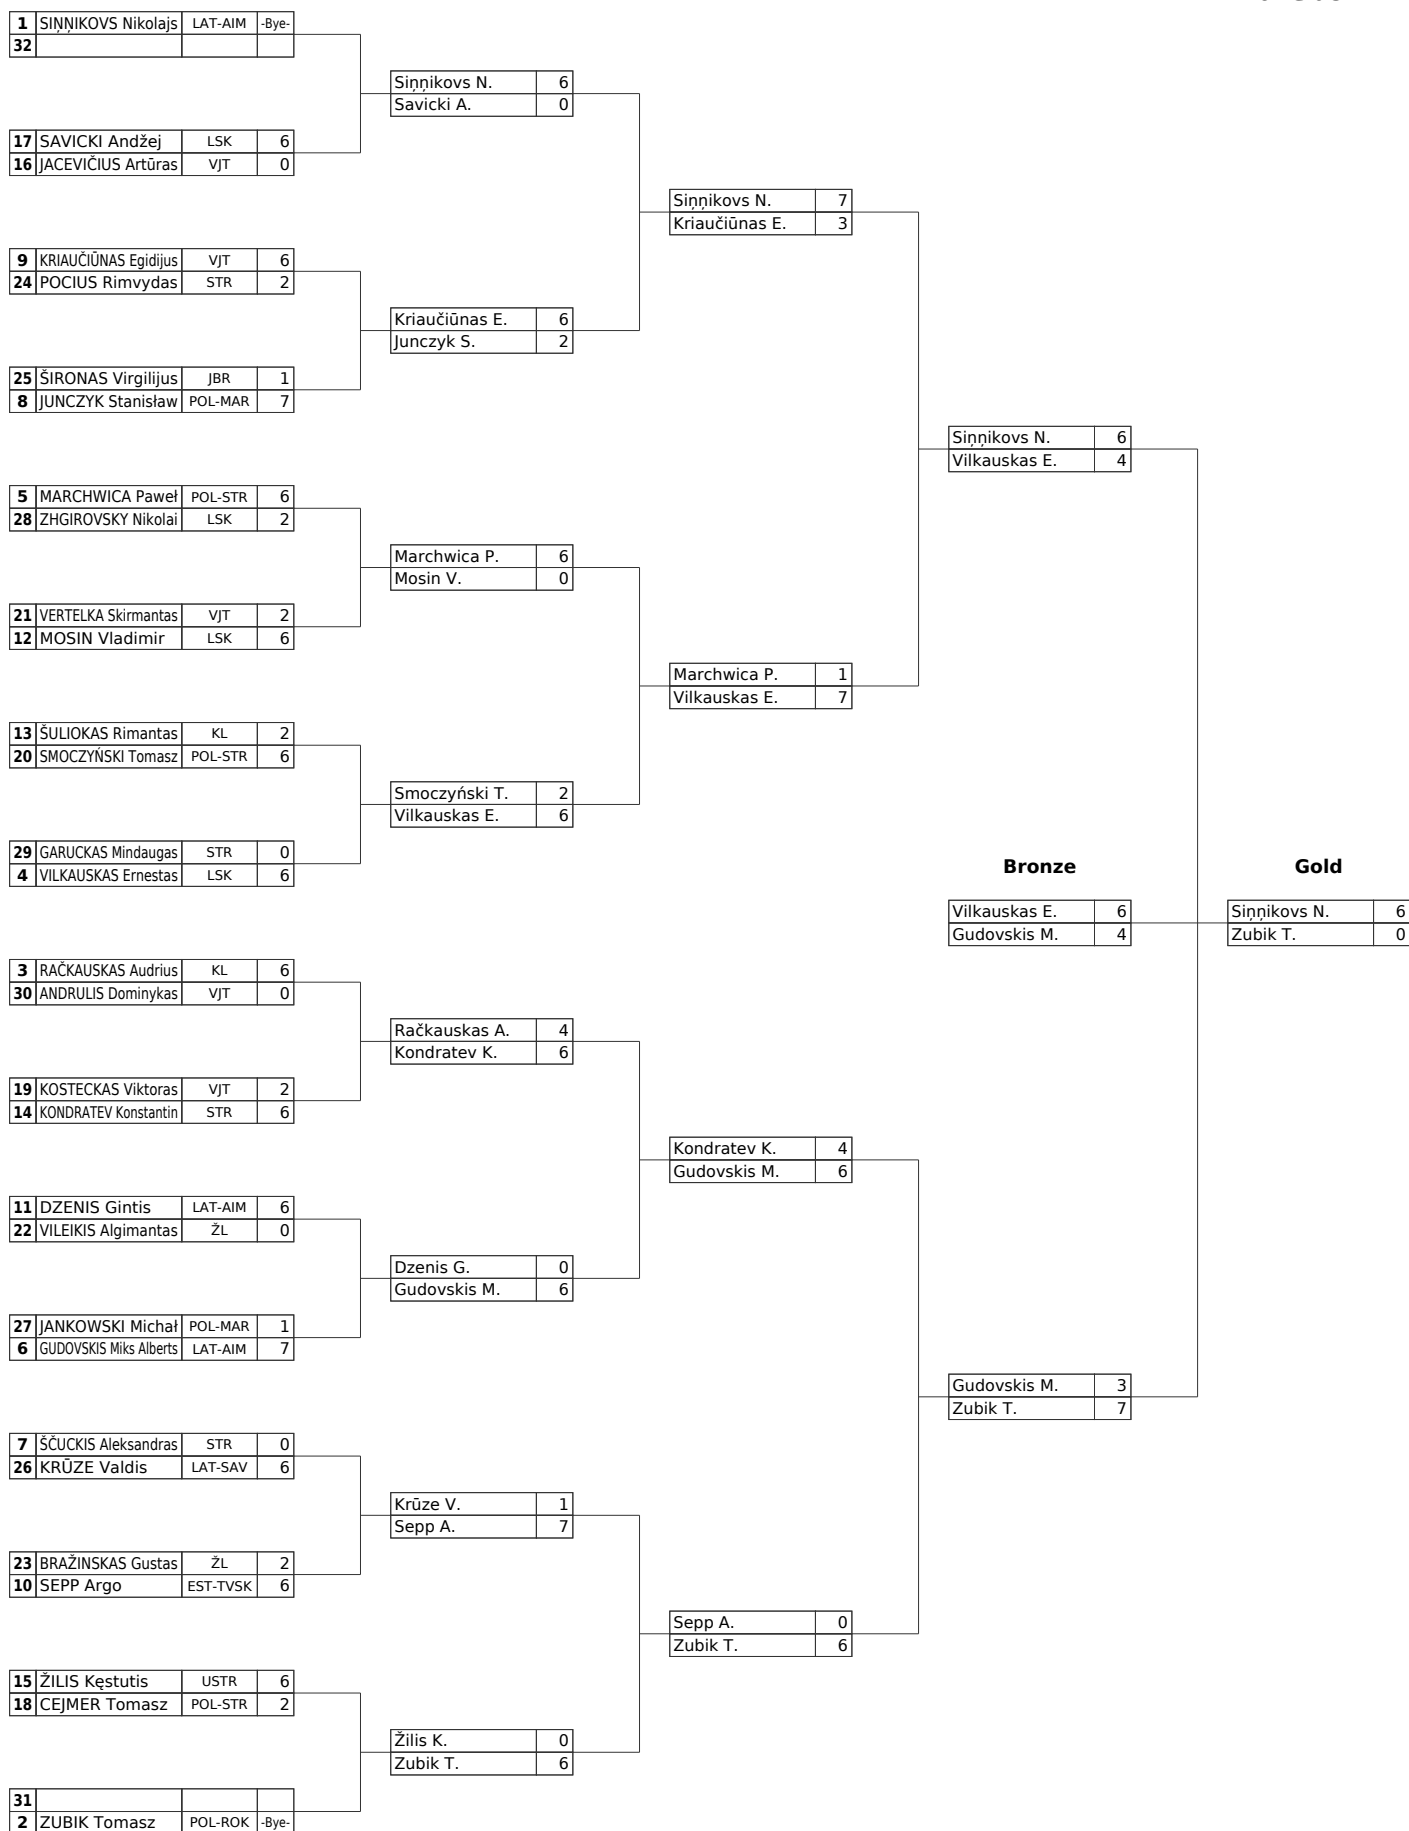 1 SIŅŅIKOVS Nikolajs LAT-AIM -Bye-
32
Siņņikovs N. 6
Savicki A. 0
17 SAVICKI Andžej LSK 6
16 JACEVIČIUS Artūras VJT 0
Siņņikovs N. 7
Kriaučiūnas E. 3
9 KRIAUČIŪNAS Egidijus VJT 6
24 POCIUS Rimvydas STR 2
Kriaučiūnas E. 6
Junczyk S. 2
25 ŠIRONAS Virgilijus JBR 1
8 JUNCZYK Stanisław POL-MAR 7
Siņņikovs N. 6
Vilkauskas E. 4
5 MARCHWICA Paweł POL-STR 6
28 ZHGIROVSKY Nikolai LSK 2
Marchwica P. 6
Mosin V. 0
21 VERTELKA Skirmantas VJT 2
12 MOSIN Vladimir LSK 6
Marchwica P. 1
Vilkauskas E. 7
13 ŠULIOKAS Rimantas KL 2
20 SMOCZYŃSKI Tomasz POL-STR 6
Smoczyński T. 2
Vilkauskas E. 6
29 GARUCKAS Mindaugas STR 0
4 VILKAUSKAS Ernestas LSK 6
Bronze Gold
Vilkauskas E. 6 Siņņikovs N. 6
Gudovskis M. 4 Zubik T. 0
3 RAČKAUSKAS Audrius KL 6
30 ANDRULIS Dominykas VJT 0
Račkauskas A. 4
Kondratev K. 6
19 KOSTECKAS Viktoras VJT 2
14 KONDRATEV Konstantin STR 6
Kondratev K. 4
Gudovskis M. 6
11 DZENIS Gintis LAT-AIM 6
22 VILEIKIS Algimantas ŽL 0
Dzenis G. 0
Gudovskis M. 6
27 JANKOWSKI Michał POL-MAR 1
6 GUDOVSKIS Miks Alberts LAT-AIM 7
Gudovskis M. 3
Zubik T. 7
7 ŠČUCKIS Aleksandras STR 0
26 KRŪZE Valdis LAT-SAV 6
Krūze V. 1
Sepp A. 7
23 BRAŽINSKAS Gustas ŽL 2
10 SEPP Argo EST-TVSK 6
Sepp A. 0
Zubik T. 6
15 ŽILIS Kęstutis USTR 6
18 CEJMER Tomasz POL-STR 2
Žilis K. 0
Zubik T. 6
31
2 ZUBIK Tomasz POL-ROK -Bye-